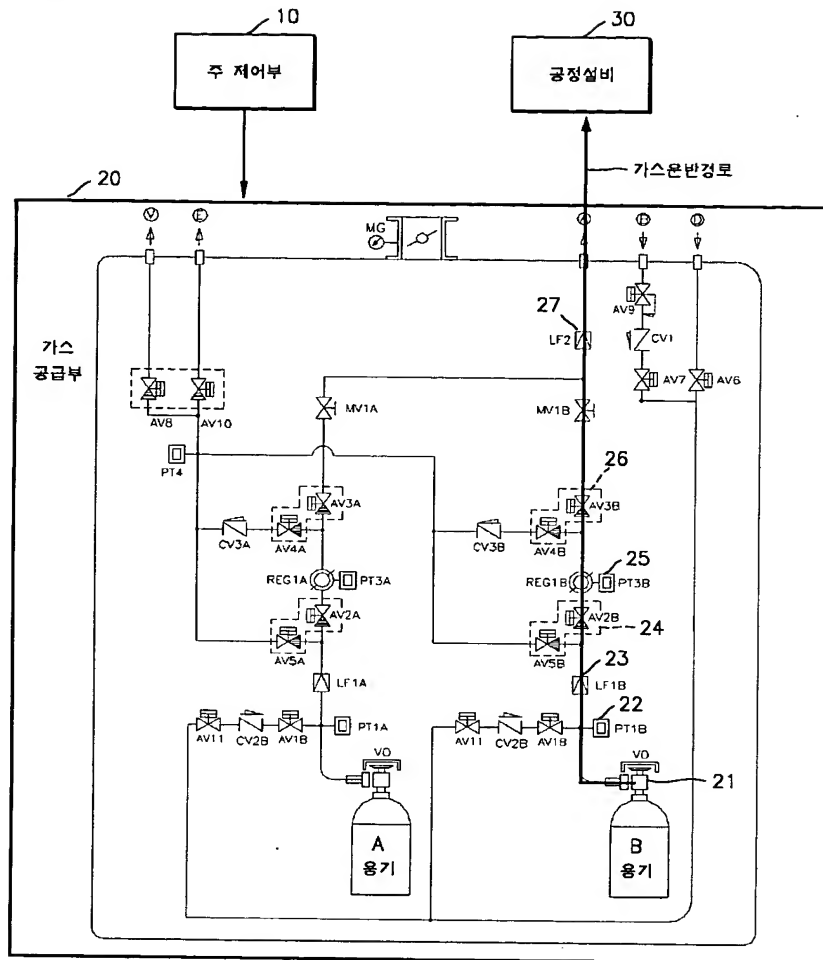 10
주 제어부
30
공정설비
가스운반경로
20
V
E
MG
A
B
D
AV9
27
LF2
CV1
가스
공급부
AV7
AV6
AV8
AV10
MV1A
MV1B
PT4
26
AV3A
AV3B
CV3A
AV4A
CV3B
AV4B
25
REG1A
PT3A
REG1B
PT3B
AV2A
AV2B
24
AV5A
AV5B
23
LF1A
LF1B
22
AV11
CV2B
AV1B
PT1A
AV11
CV2B
AV1B
PT1B
VO
VO
21
A
용기
B
용기